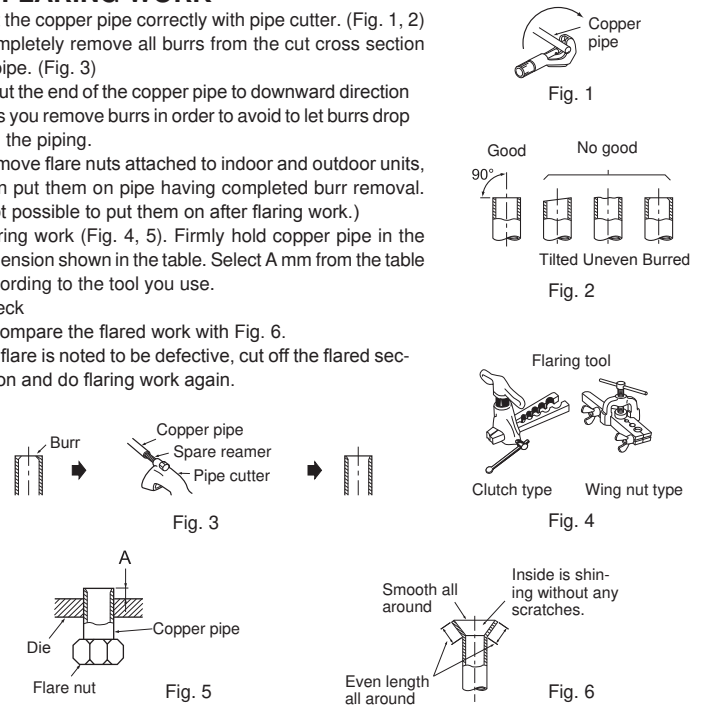 FLARING WORK
the copper pipe correctly with pipe cutter. (Fig. 1, 2)
remove all burrs from the cut cross section
pipe. (Fig. 3)
ut the end of the copper pipe to downward direction
s you remove burrs in order to avoid to let burrs drop
the piping.
move flare nuts attached to indoor and outdoor units,
n put them on pipe having completed burr removal.
t possible to put them on after flaring work.)
ring work (Fig. 4, 5). Firmly hold copper pipe in the
ension shown in the table. Select A mm from the table
ording to the tool you use.
eck
ompare the flared work with Fig. 6.
flare is noted to be defective, cut off the flared sec-
on and do flaring work again.
Copper
pipe
Fig. 1
Good
No good
90°
Tilted Uneven Burred
Fig. 2
Burr
Copper pipe
Spare reamer
Pipe cutter
Fig. 3
Flaring tool
Clutch type
Wing nut type
Fig. 4
A
Copper pipe
Die
Flare nut
Fig. 5
Smooth all
around
Inside is shin-
ing without any
scratches.
Even length
all around
Fig. 6